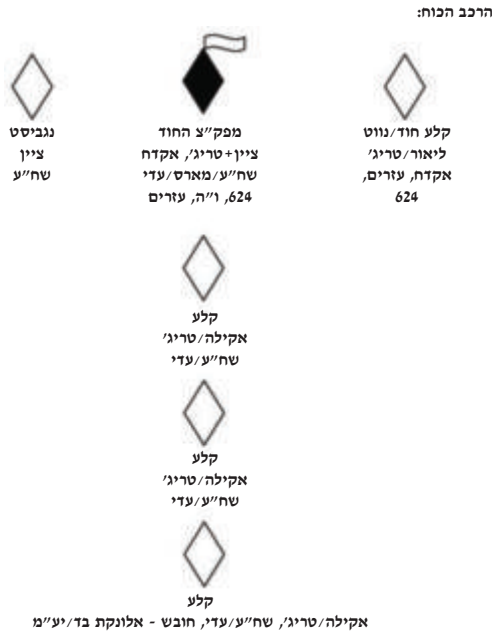 הרכב הכוח:
קלע חוד/נווט
ליאור/טריג'
אקדח, עזרים,
624
מפק"צ החוד
ציין+טריג', אקדח
שח"ע/מארס/עדי
624, ו"ה, עזרים
נגביסט
ציין
שח"ע
קלע
אקילה/טריג'
שח"ע/עדי
קלע
אקילה/טריג'
שח"ע/עדי
קלע
אקילה/טריג', שח"ע/עדי, חובש - אלונקת בד/יע"מ